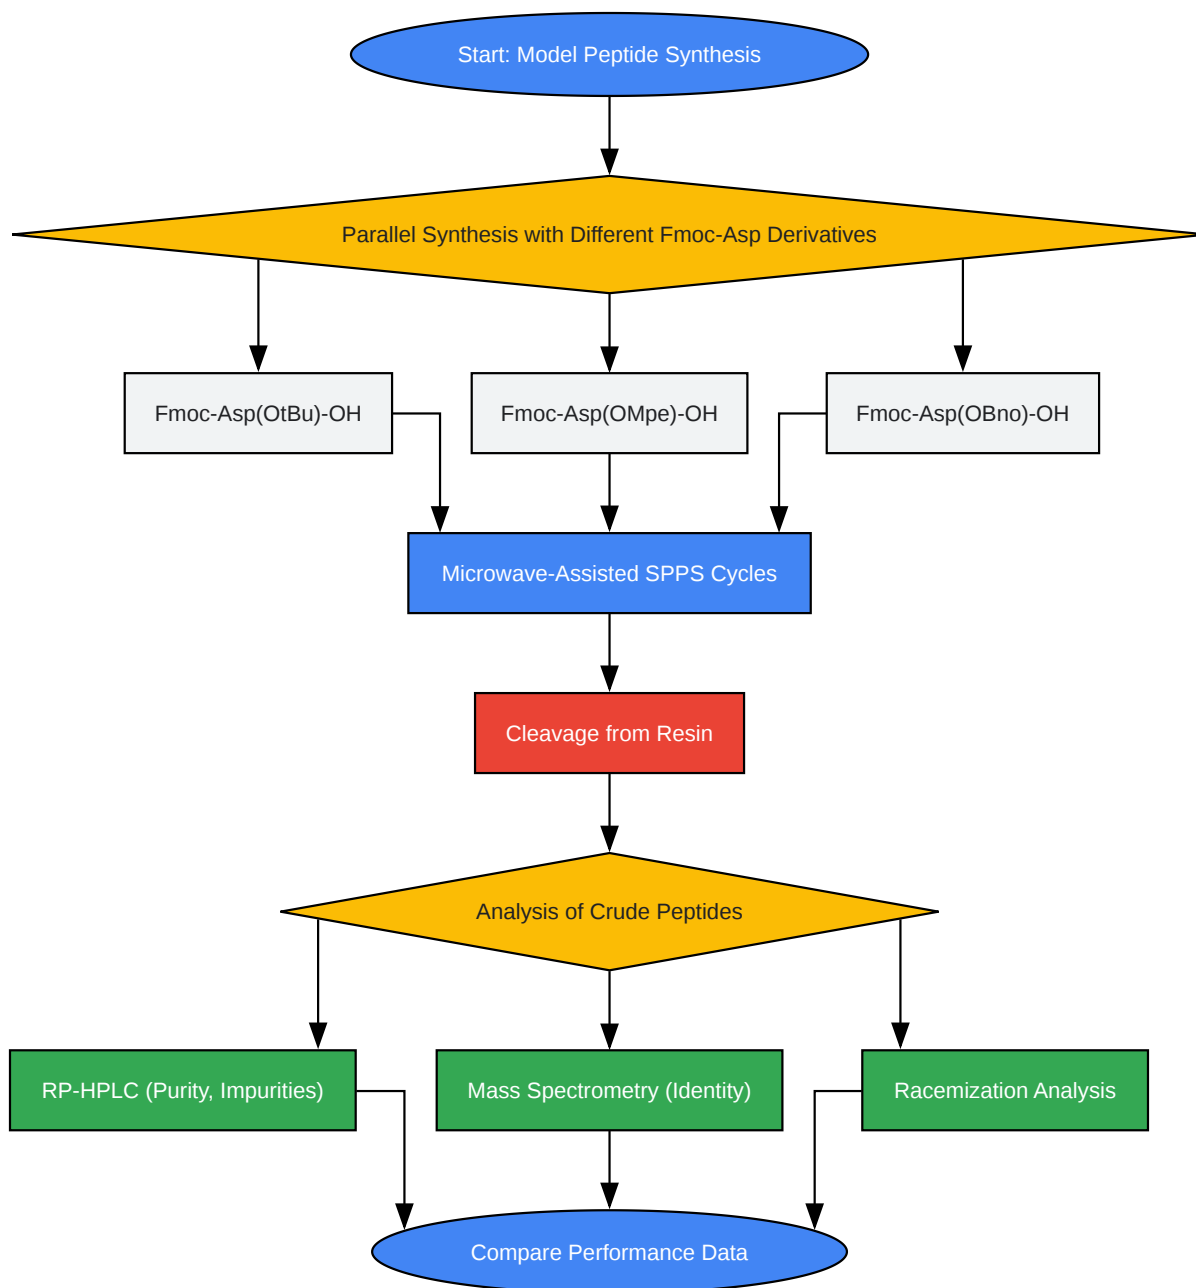 Start: Model Peptide Synthesis
Parallel Synthesis with Different Fmoc-Asp Derivatives
Fmoc-Asp(OtBu)-OH
Fmoc-Asp(OMpe)-OH
Fmoc-Asp(OBno)-OH
Microwave-Assisted SPPS Cycles
Cleavage from Resin
Analysis of Crude Peptides
RP-HPLC (Purity, Impurities)
Mass Spectrometry (Identity)
Racemization Analysis
Compare Performance Data